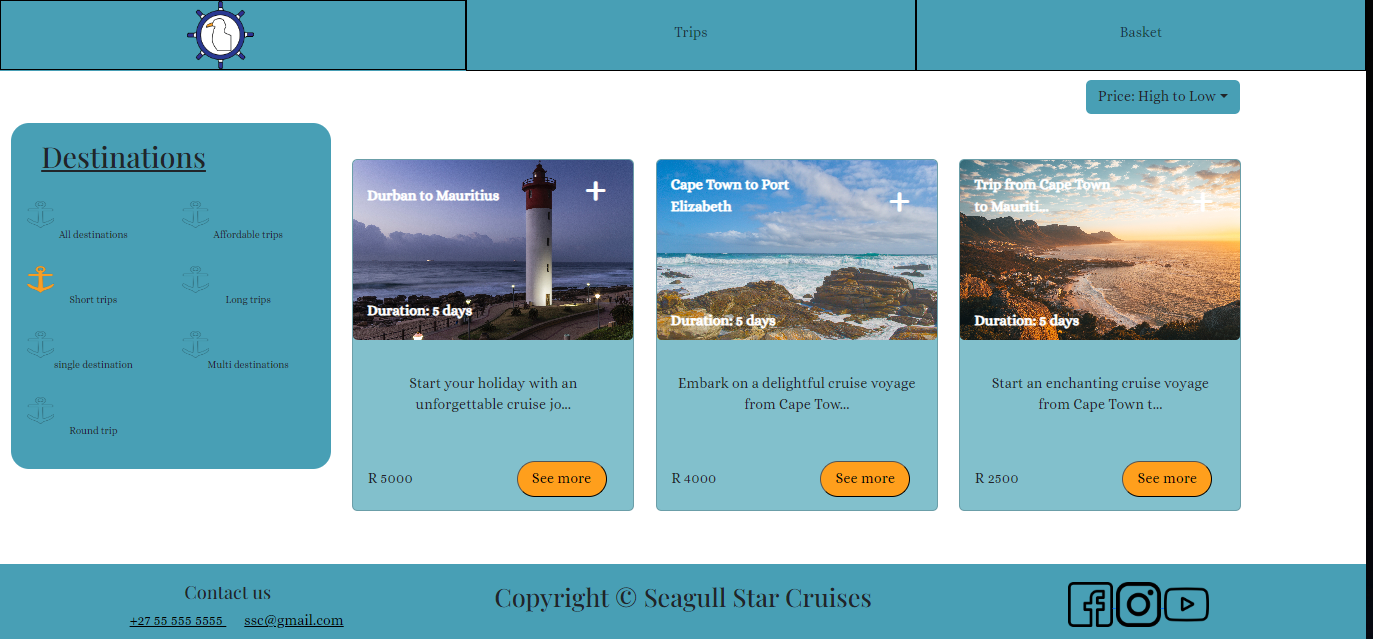 Trips
Basket
Price: High to Low
Destinations
All destinations
Affordable trips
Short trips
Long trips
single destination
Multi destinations
Round trip
Durban to Mauritius
Duration: 5 days
Start your holiday with an
unforgettable cruise jo...
R 5000
See more
Cape Town to Port
Elizabeth
Duration: 5 days
Embark on a delightful cruise voyage
from Cape Tow...
R 4000
See more
Trip from Cape Town
to Mauriti...
Duration: 5 days
Start an enchanting cruise voyage
from Cape Town t...
R 2500
See more
Contact us
+27 55 555 5555
ssc@gmail.com
Copyright © Seagull Star Cruises